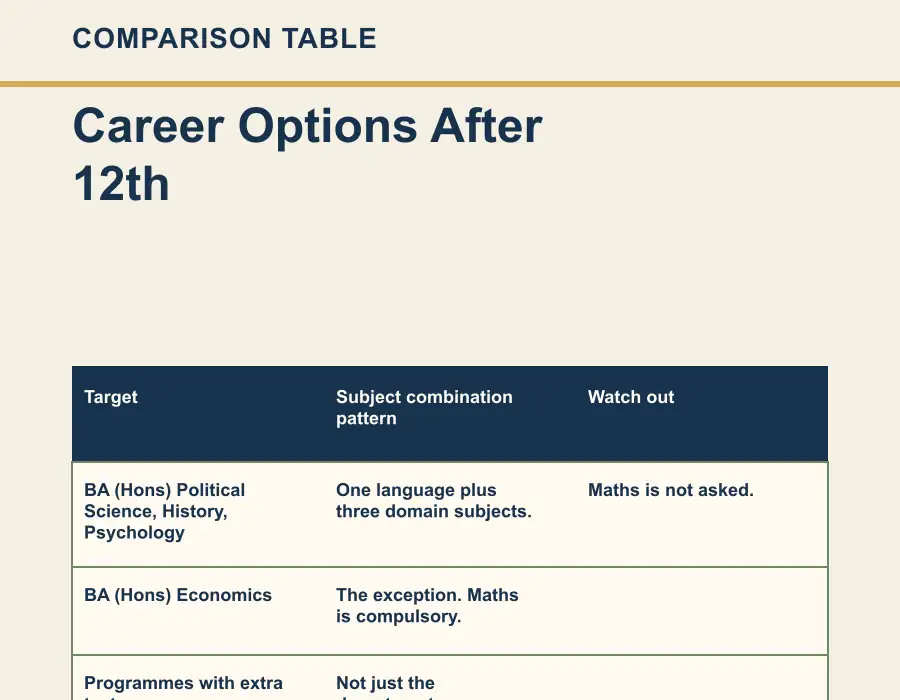 COMPARISON TABLE
Career Options After
12th
Target
Subject combination
pattern
Watch out
BA (Hons) Political
Science, History,
Psychology
One language plus
three domain subjects.
Maths is not asked.
BA (Hons) Economics
The exception. Maths
is compulsory.
Programmes with extra
Not just the